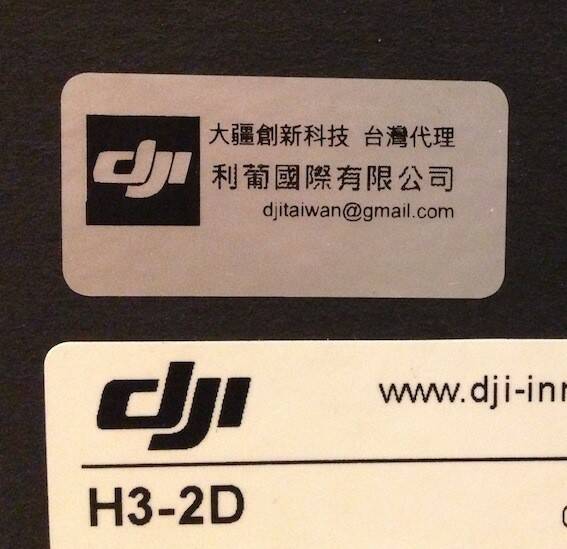 dji
大疆創新科技 台灣代理
利葡國際有限公司
djitaiwan@gmail.com
dji
www.dji-inn
H3-2D